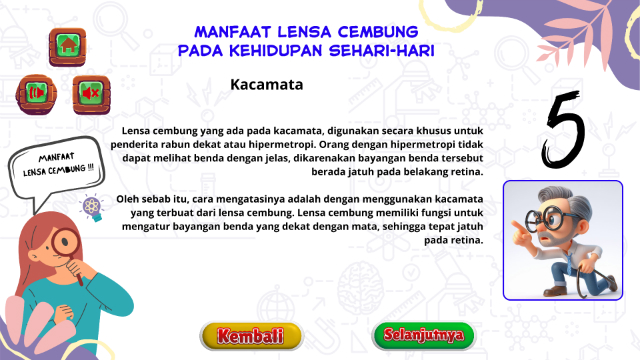 MANFAAT LENSA CEMBUNG
PADA KEHIDUPAN SEHARI-HARI
Kacamata
5
Lensa cembung yang ada pada kacamata, digunakan secara khusus untuk
penderita rabun dekat atau hipermetropi. Orang dengan hipermetropi tidak
dapat melihat benda dengan jelas, dikarenakan bayangan benda tersebut
berada jatuh pada belakang retina.
MANFAAT
LENSA CEMBUNG !!!
Oleh sebab itu, cara mengatasinya adalah dengan menggunakan kacamata
yang terbuat dari lensa cembung. Lensa cembung memiliki fungsi untuk
mengatur bayangan benda yang dekat dengan mata, sehingga tepat jatuh
pada retina.
Kembali
Selanjutnya